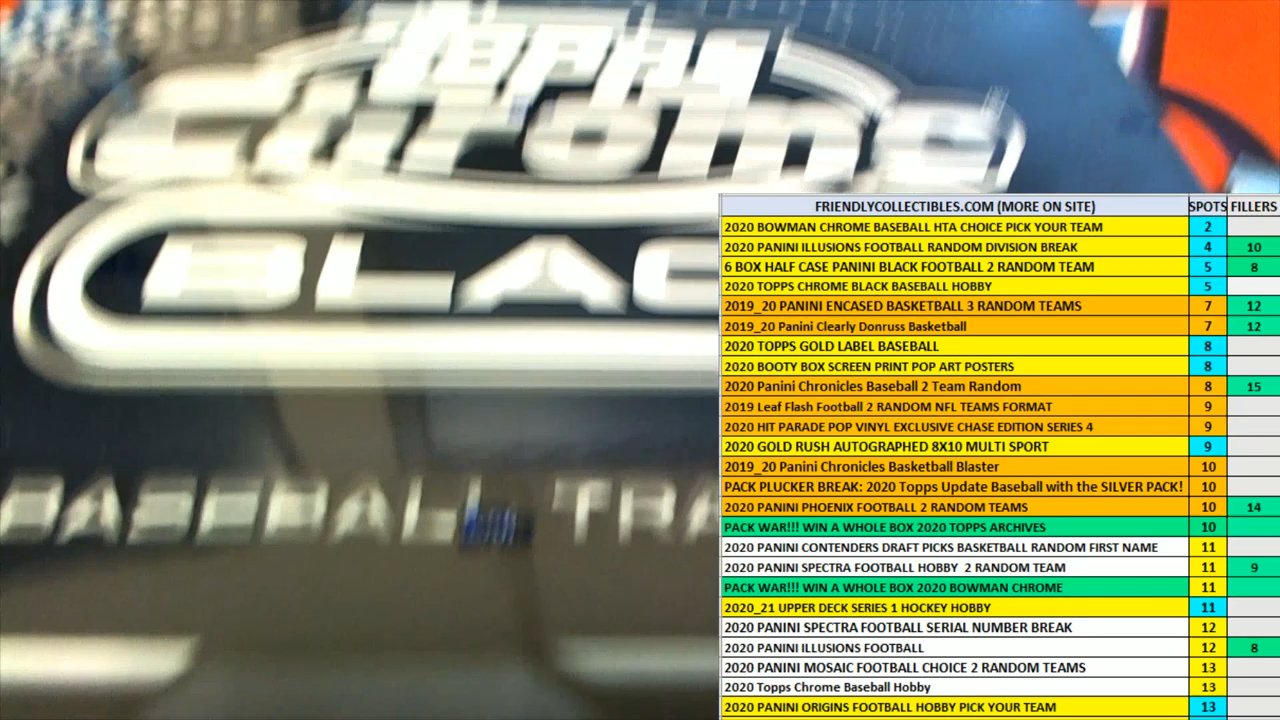 Topps
Chrome
BLAC
BASEBALL TRA
FRIENDLYCOLLECTIBLES.COM (MORE ON SITE) SPOTS FILLERS
2020 BOWMAN CHROME BASEBALL HTA CHOICE PICK YOUR TEAM 2
2020 PANINI ILLUSIONS FOOTBALL RANDOM DIVISION BREAK 4 10
6 BOX HALF CASE PANINI BLACK FOOTBALL 2 RANDOM TEAM 5 8
2020 TOPPS CHROME BLACK BASEBALL HOBBY 5
2019_20 PANINI ENCASED BASKETBALL 3 RANDOM TEAMS 7 12
2019_20 Panini Clearly Donruss Basketball 7 12
2020 TOPPS GOLD LABEL BASEBALL 8
2020 BOOTY BOX SCREEN PRINT POP ART POSTERS 8
2020 Panini Chronicles Baseball 2 Team Random 8 15
2019 Leaf Flash Football 2 RANDOM NFL TEAMS FORMAT 9
2020 HIT PARADE POP VINYL EXCLUSIVE CHASE EDITION SERIES 4 9
2020 GOLD RUSH AUTOGRAPHED 8X10 MULTI SPORT 9
2019_20 Panini Chronicles Basketball Blaster 10
PACK PLUCKER BREAK: 2020 Topps Update Baseball with the SILVER PACK! 10
2020 PANINI PHOENIX FOOTBALL 2 RANDOM TEAMS 10 14
PACK WAR!!! WIN A WHOLE BOX 2020 TOPPS ARCHIVES 10
2020 PANINI CONTENDERS DRAFT PICKS BASKETBALL RANDOM FIRST NAME 11
2020 PANINI SPECTRA FOOTBALL HOBBY 2 RANDOM TEAM 11 9
PACK WAR!!! WIN A WHOLE BOX 2020 BOWMAN CHROME 11
2020_21 UPPER DECK SERIES 1 HOCKEY HOBBY 11
2020 PANINI SPECTRA FOOTBALL SERIAL NUMBER BREAK 12
2020 PANINI ILLUSIONS FOOTBALL 12 8
2020 PANINI MOSAIC FOOTBALL CHOICE 2 RANDOM TEAMS 13
2020 Topps Chrome Baseball Hobby 13
2020 PANINI ORIGINS FOOTBALL HOBBY PICK YOUR TEAM 13